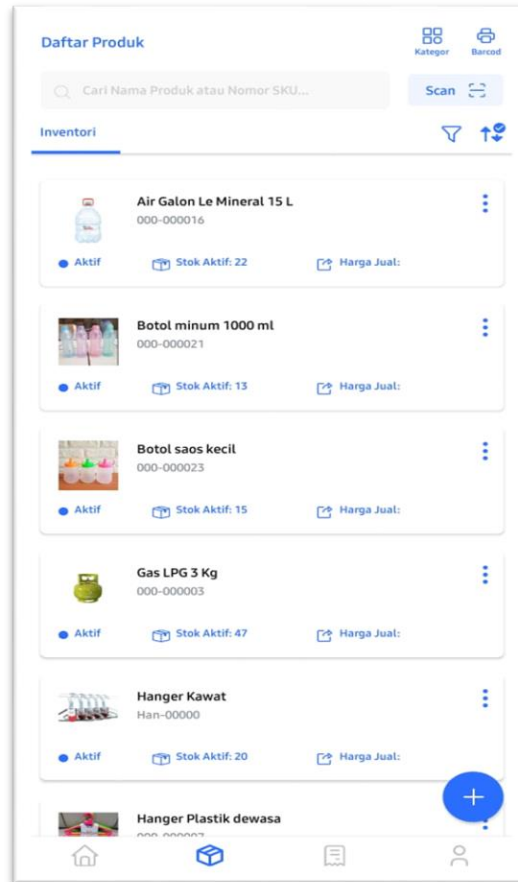 Daftar Produk
Kategor
Barcod
Cari Nama Produk atau Nomor SKU...
Scan
Inventori
Air Galon Le Mineral 15 L
000-000016
Aktif
Stok Aktif: 22
Harga Jual:
Botol minum 1000 ml
000-000021
Aktif
Stok Aktif: 13
Harga Jual:
Botol saos kecil
000-000023
Aktif
Stok Aktif: 15
Harga Jual:
Gas LPG 3 Kg
000-000003
Aktif
Stok Aktif: 47
Harga Jual:
Hanger Kawat
Han-00000
Aktif
Stok Aktif: 20
Harga Jual:
Hanger Plastik dewasa
000-000007